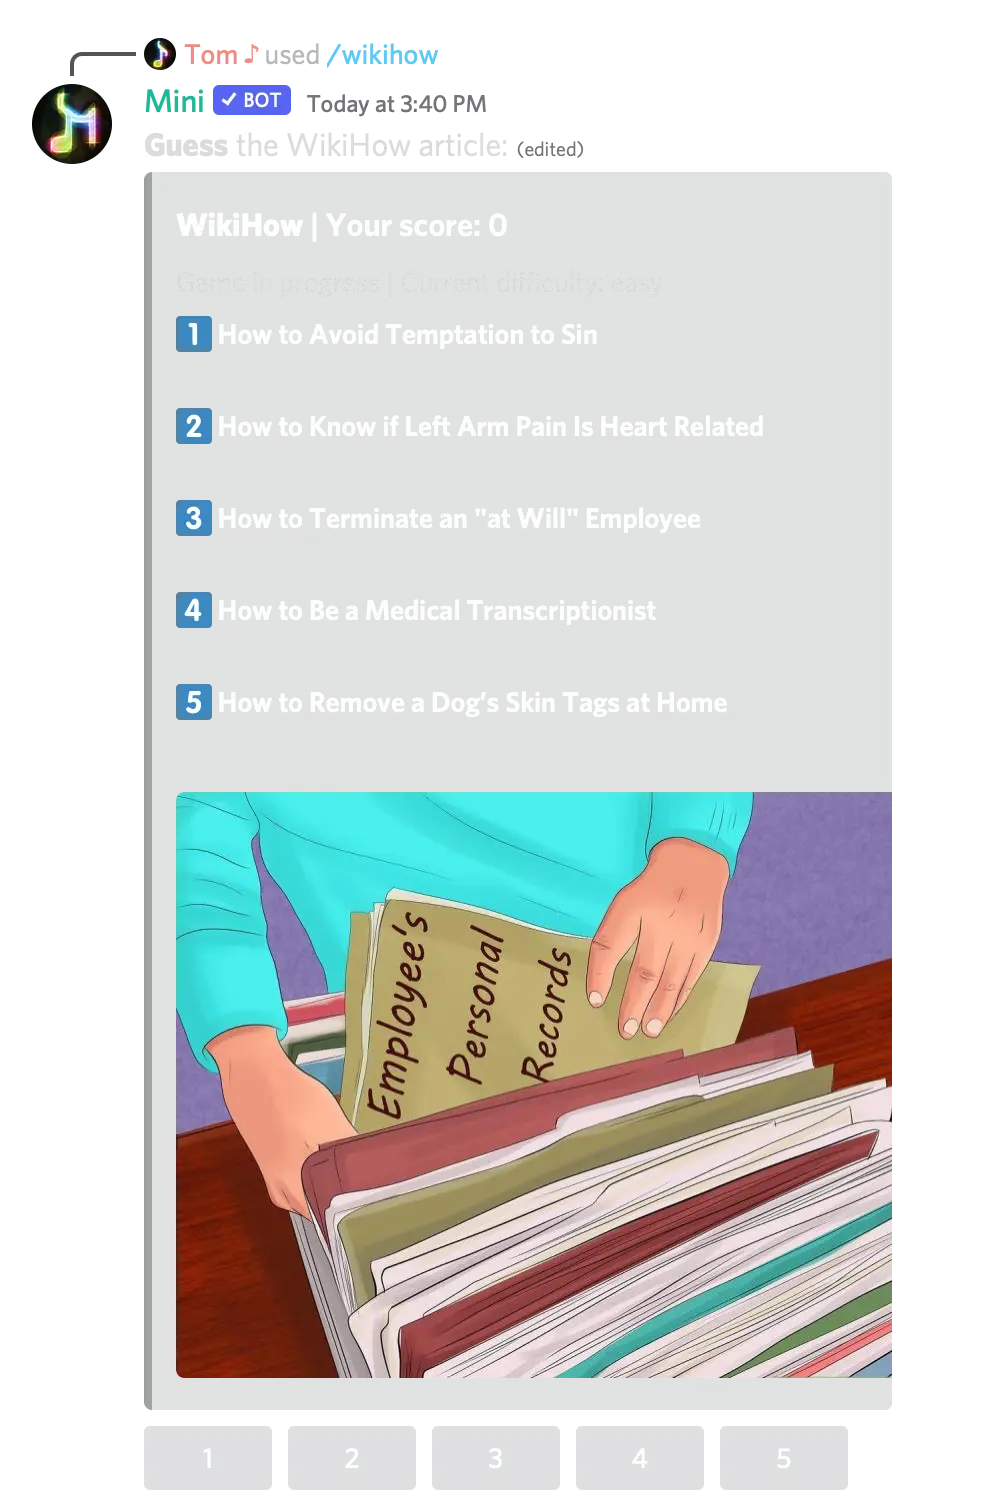 Tom♪ used /wikihow
Mini ✓ BOT Today at 3:40 PM
Guess the WikiHow article: (edited)
WikiHow | Your score: 0
Game in progress | Current difficulty: easy
1 How to Avoid Temptation to Sin
2 How to Know if Left Arm Pain Is Heart Related
3 How to Terminate an "at Will" Employee
4 How to Be a Medical Transcriptionist
5 How to Remove a Dog’s Skin Tags at Home
Employee's
Personal
Records
1 2 3 4 5